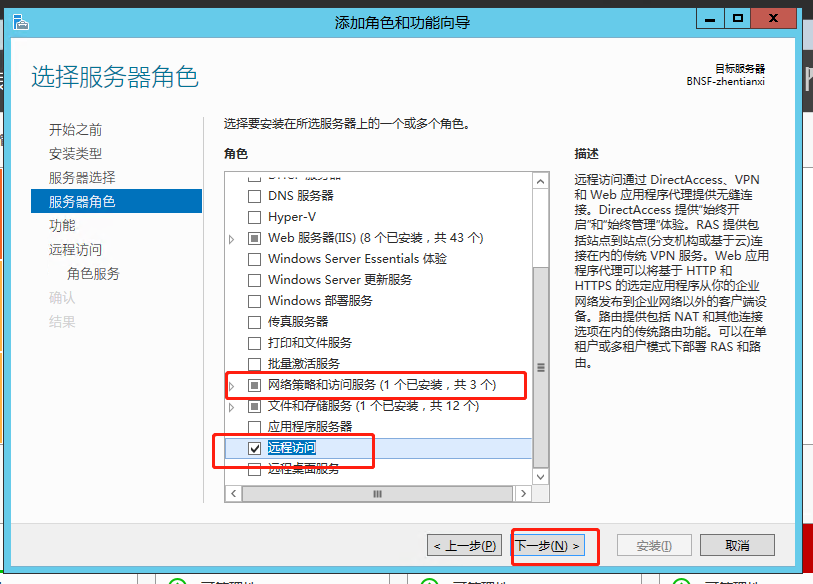 添加角色和功能向导
选择服务器角色
目标服务器
BNSF-zhentianxi
开始之前
安装类型
服务器选择
服务器角色
功能
远程访问
角色服务
确认
结果
选择要安装在所选服务器上的一个或多个角色。
角色
DHCP 服务器
DNS 服务器
Hyper-V
Web 服务器(IIS) (8 个已安装，共 43 个)
Windows Server Essentials 体验
Windows Server 更新服务
Windows 部署服务
传真服务器
打印和文件服务
批量激活服务
网络策略和访问服务 (1 个已安装，共 3 个)
文件和存储服务 (1 个已安装，共 12 个)
应用程序服务器
远程访问
远程桌面服务
描述
远程访问通过 DirectAccess、VPN
和 Web 应用程序代理提供无缝连
接。DirectAccess 提供“始终开
启”和“始终管理”体验。RAS 提供包
括站点到站点(分支机构或基于云)连
接在内的传统 VPN 服务。Web 应用
程序代理可以将基于 HTTP 和
HTTPS 的选定应用程序从你的企业
网络发布到企业网络以外的客户端设
备。路由提供包括 NAT 和其他连接
选项在内的传统路由功能。可以在单
租户或多租户模式下部署 RAS 和路
由。
< 上一步(P)
下一步(N) >
安装(I)
取消